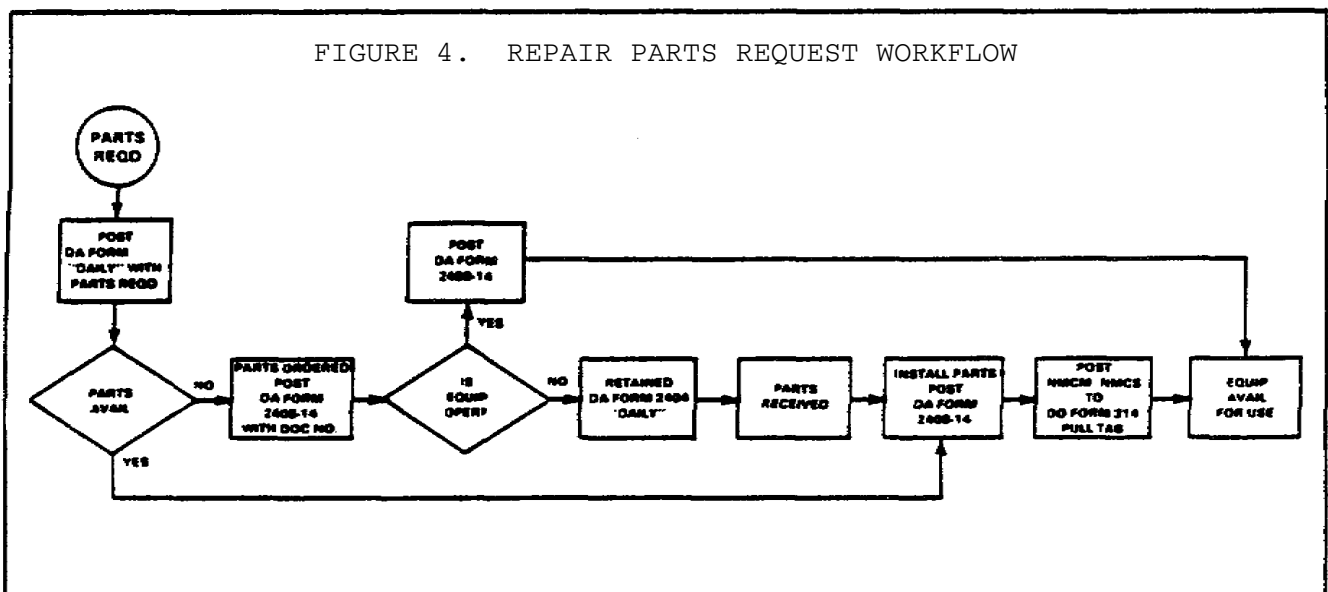 FIGURE 4. REPAIR PARTS REQUEST WORKFLOW
PARTS
REQD
POST
DA FORM
"DAILY" WITH
PARTS REQD
PARTS
AVAIL
NO
YES
PARTS ORDERED
POST
DA FORM
2408-14
WITH DOC NO.
IS
EQUIP
OPER?
YES
POST
DA FORM
2408-14
NO
RETAINED
DA FORM 2404
"DAILY"
PARTS
RECEIVED
INSTALL PARTS
POST
DA FORM
2408-14
POST
NMCM NMCS
TO
DD FORM 314
PULL TAG
EQUIP
AVAIL
FOR USE